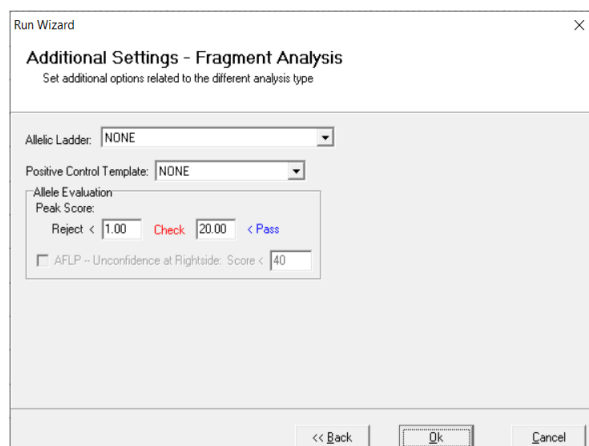 Run Wizard
Additional Settings - Fragment Analysis
Set additional options related to the different analysis type
Allelic Ladder: NONE
Positive Control Template: NONE
Allele Evaluation
Peak Score:
Reject < 1.00 Check 20.00 < Pass
AFLP -- Unconfidence at Rightside: Score < 40
<< Back Ok Cancel